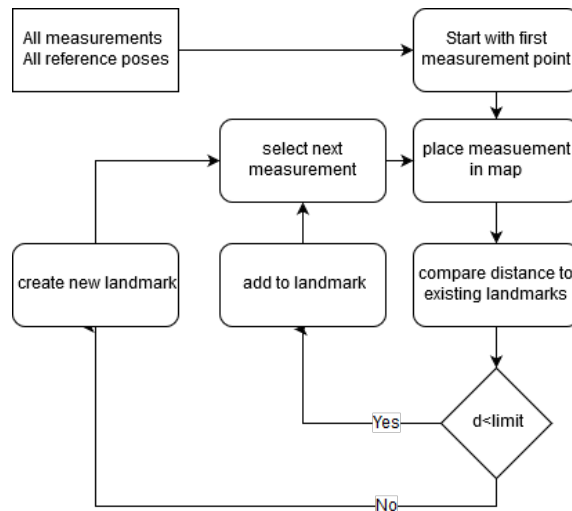 All measurements
All reference poses
Start with first
measurement point
select next
measurement
place measuement
in map
create new landmark
add to landmark
compare distance to
existing landmarks
Yes
d<limit
No